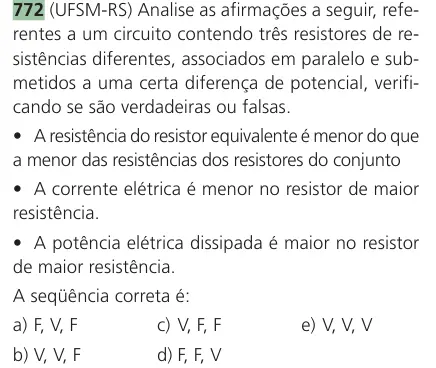 772 (UFSM-RS) Analise as afirmações a seguir, refe-
rentes a um circuito contendo três resistores de re-
sistências diferentes, associados em paralelo e sub-
metidos a uma certa diferença de potencial, verifi-
cando se são verdadeiras ou falsas.
• A resistência do resistor equivalente é menor do que
a menor das resistências dos resistores do conjunto
• A corrente elétrica é menor no resistor de maior
resistência.
• A potência elétrica dissipada é maior no resistor
de maior resistência.
A seqüência correta é:
a) F, V, F c) V, F, F e) V, V, V
b) V, V, F d) F, F, V